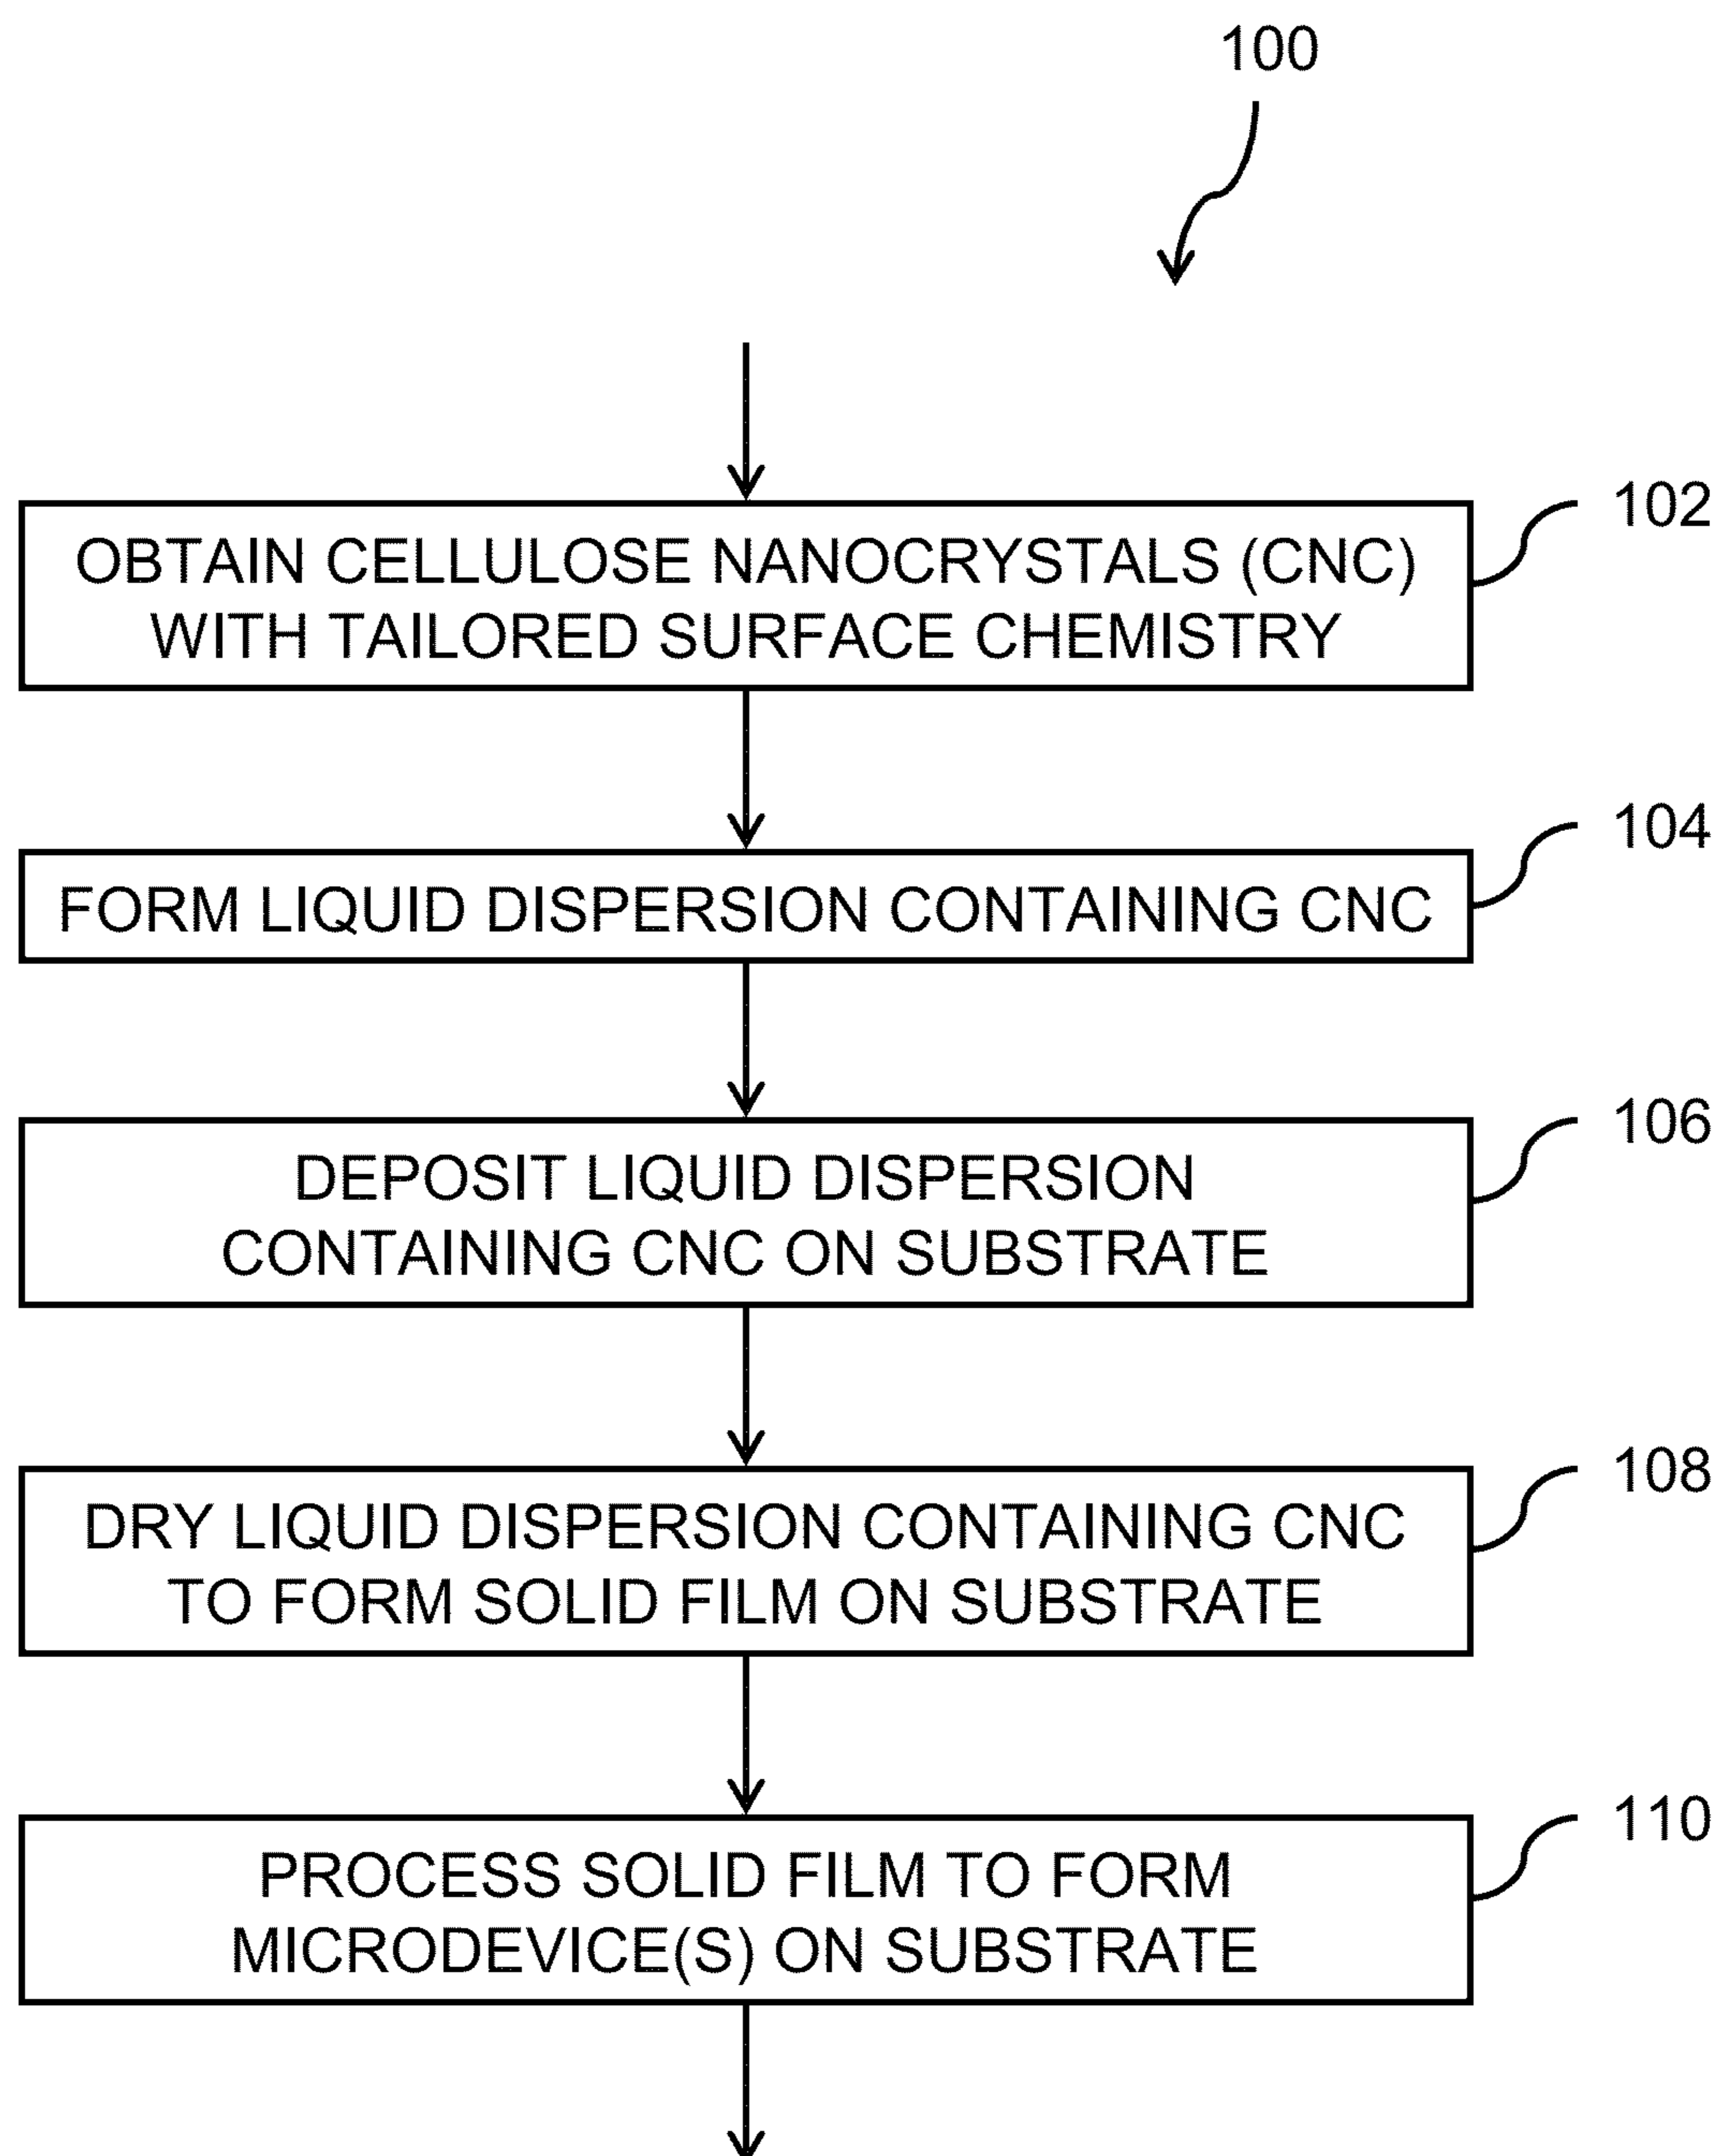 100
OBTAIN CELLULOSE NANOCRYSTALS (CNC)
WITH TAILORED SURFACE CHEMISTRY
102
FORM LIQUID DISPERSION CONTAINING CNC
104
DEPOSIT LIQUID DISPERSION
CONTAINING CNC ON SUBSTRATE
106
DRY LIQUID DISPERSION CONTAINING CNC
TO FORM SOLID FILM ON SUBSTRATE
108
PROCESS SOLID FILM TO FORM
MICRODEVICE(S) ON SUBSTRATE
110